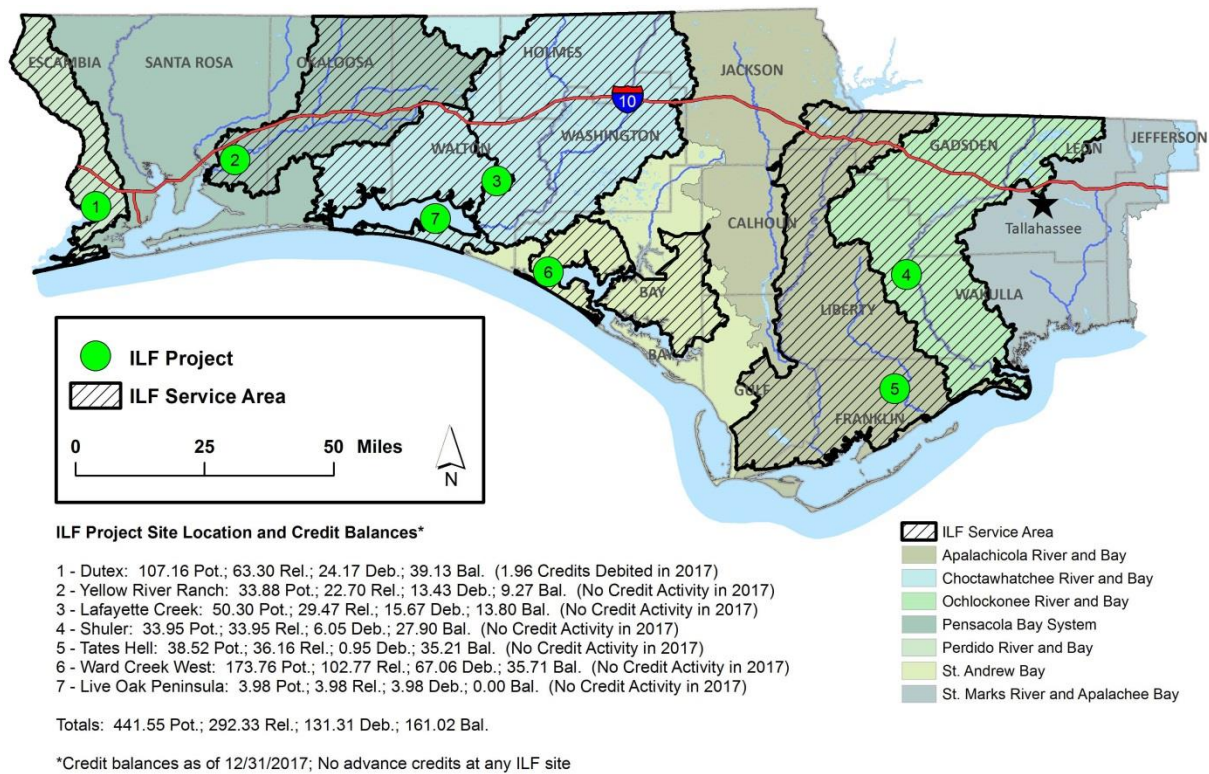 ESCAMBIA
SANTA ROSA
OKALOOSA
HOLMES
JACKSON
10
WASHINGTON
WALTON
GADSDEN
LEON
JEFFERSON
2
3
1
7
CALHOUN
Tallahassee
6
4
BAY
LIBERTY
WAKULLA
BAY
5
GULF
FRANKLIN
ILF Project
ILF Service Area
0 25 50 Miles
N
ILF Project Site Location and Credit Balances*
1 - Dutex: 107.16 Pot.; 63.30 Rel.; 24.17 Deb.; 39.13 Bal. (1.96 Credits Debited in 2017)
2 - Yellow River Ranch: 33.88 Pot.; 22.70 Rel.; 13.43 Deb.; 9.27 Bal. (No Credit Activity in 2017)
3 - Lafayette Creek: 50.30 Pot.; 29.47 Rel.; 15.67 Deb.; 13.80 Bal. (No Credit Activity in 2017)
4 - Shuler: 33.95 Pot.; 33.95 Rel.; 6.05 Deb.; 27.90 Bal. (No Credit Activity in 2017)
5 - Tates Hell: 38.52 Pot.; 36.16 Rel.; 0.95 Deb.; 35.21 Bal. (No Credit Activity in 2017)
6 - Ward Creek West: 173.76 Pot.; 102.77 Rel.; 67.06 Deb.; 35.71 Bal. (No Credit Activity in 2017)
7 - Live Oak Peninsula: 3.98 Pot.; 3.98 Rel.; 3.98 Deb.; 0.00 Bal. (No Credit Activity in 2017)
Totals: 441.55 Pot.; 292.33 Rel.; 131.31 Deb.; 161.02 Bal.
*Credit balances as of 12/31/2017; No advance credits at any ILF site
ILF Service Area
Apalachicola River and Bay
Choctawhatchee River and Bay
Ochlockonee River and Bay
Pensacola Bay System
Perdido River and Bay
St. Andrew Bay
St. Marks River and Apalachee Bay